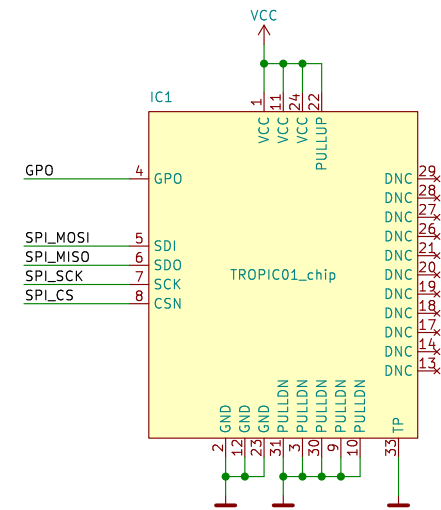 VCC
IC1
1
11
24
22
VCC
VCC
VCC
PULLUP
GPO
4
GPO
SPI_MOSI
5
SDI
SPI_MISO
6
SDO
SPI_SCK
7
SCK
SPI_CS
8
CSN
TROPIC01_chip
DNC 29
DNC 28
DNC 27
DNC 26
DNC 21
DNC 20
DNC 19
DNC 18
DNC 17
DNC 14
DNC 13
GND
GND
GND
PULLDN
PULLDN
PULLDN
PULLDN
PULLDN
TP
2
12
23
31
3
30
9
10
33